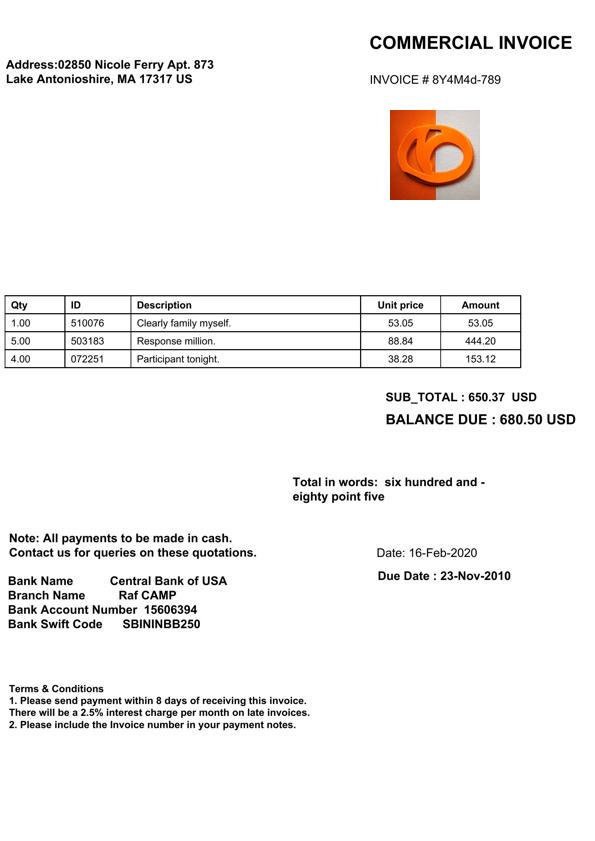 COMMERCIAL INVOICE
Address:02850 Nicole Ferry Apt. 873
Lake Antonioshire, MA 17317 US
INVOICE # 8Y4M4d-789
Qty ID Description Unit price Amount
1.00 510076 Clearly family myself. 53.05 53.05
5.00 503183 Response million. 88.84 444.20
4.00 072251 Participant tonight. 38.28 153.12
SUB_TOTAL : 650.37 USD
BALANCE DUE : 680.50 USD
Total in words: six hundred and -
eighty point five
Note: All payments to be made in cash.
Contact us for queries on these quotations.
Date: 16-Feb-2020
Due Date : 23-Nov-2010
Bank Name Central Bank of USA
Branch Name Raf CAMP
Bank Account Number 15606394
Bank Swift Code SBININBB250
Terms & Conditions
1. Please send payment within 8 days of receiving this invoice.
There will be a 2.5% interest charge per month on late invoices.
2. Please include the Invoice number in your payment notes.